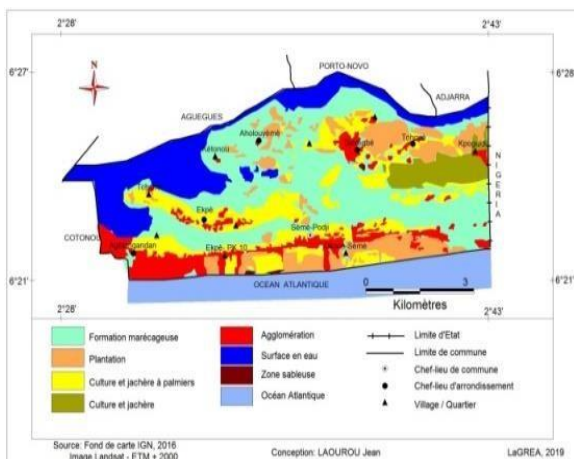 2°28'
2°43'
6°27'
6°28'
N
PORTO-NOVO
ADJARRA
AGUEGUES
Aholouyèmè
NIGERIA
Ekpè
Sèmè-Podji
COTONOU
Ekpè PK 10
6°21'
6°21'
OCEAN ATLANTIQUE
0 3
Kilomètres
2°28'
2°43'
Formation marécageuse
Plantation
Culture et jachère à palmiers
Culture et jachère
Agglomération
Surface en eau
Zone sableuse
Océan Atlantique
Limite d'Etat
Limite de commune
Chef-lieu de commune
Chef-lieu d'arrondissement
Village / Quartier
Source: Fond de carte IGN, 2016
Image Landsat - ETM + 2000
Conception: LAOUROU Jean
LaGREA, 2019